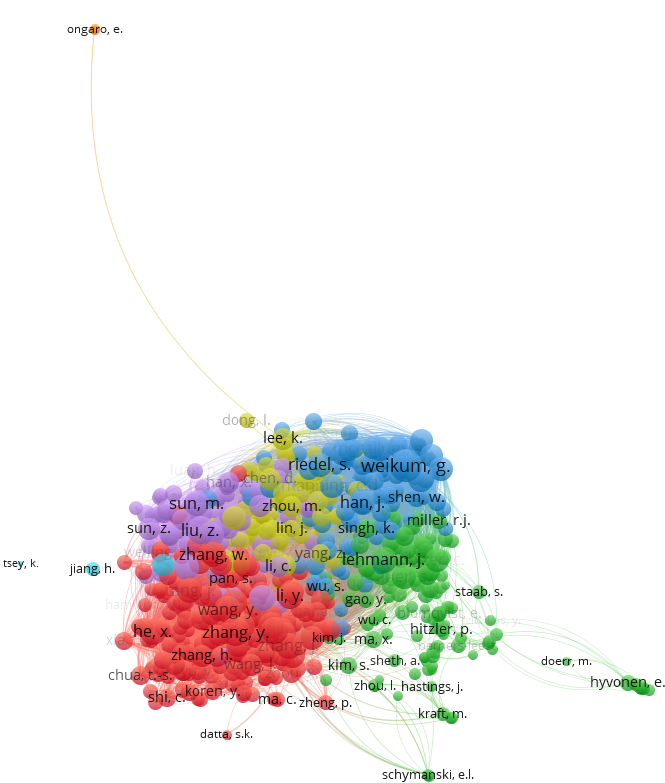 ongaro, e.
dong, l.
lee, k.
riedel, s.
weikum, g.
chen, d.
han, j.
shen, w.
sun, m.
zhou, m.
sun, z.
liu, z.
lin, j.
singh, k.
miller, r.j.
zhang, w.
yang, z.
lehmann, j.
tsey, k.
jiang, h.
li, c.
pan, s.
wu, s.
staab, s.
li, y.
gao, y.
wang, y.
wu, c.
hitzler, p.
he, x.
zhang, y.
kim, j.
ma, x.
zhang, h.
wang, l.
kim, s.
sheth, a.
doerr, m.
chua, t.-s.
koren, y.
zhou, l.
hastings, j.
hyvonen, e.
shi, c.
ma, c.
zheng, p.
kraft, m.
datta, s.k.
schymanski, e.l.